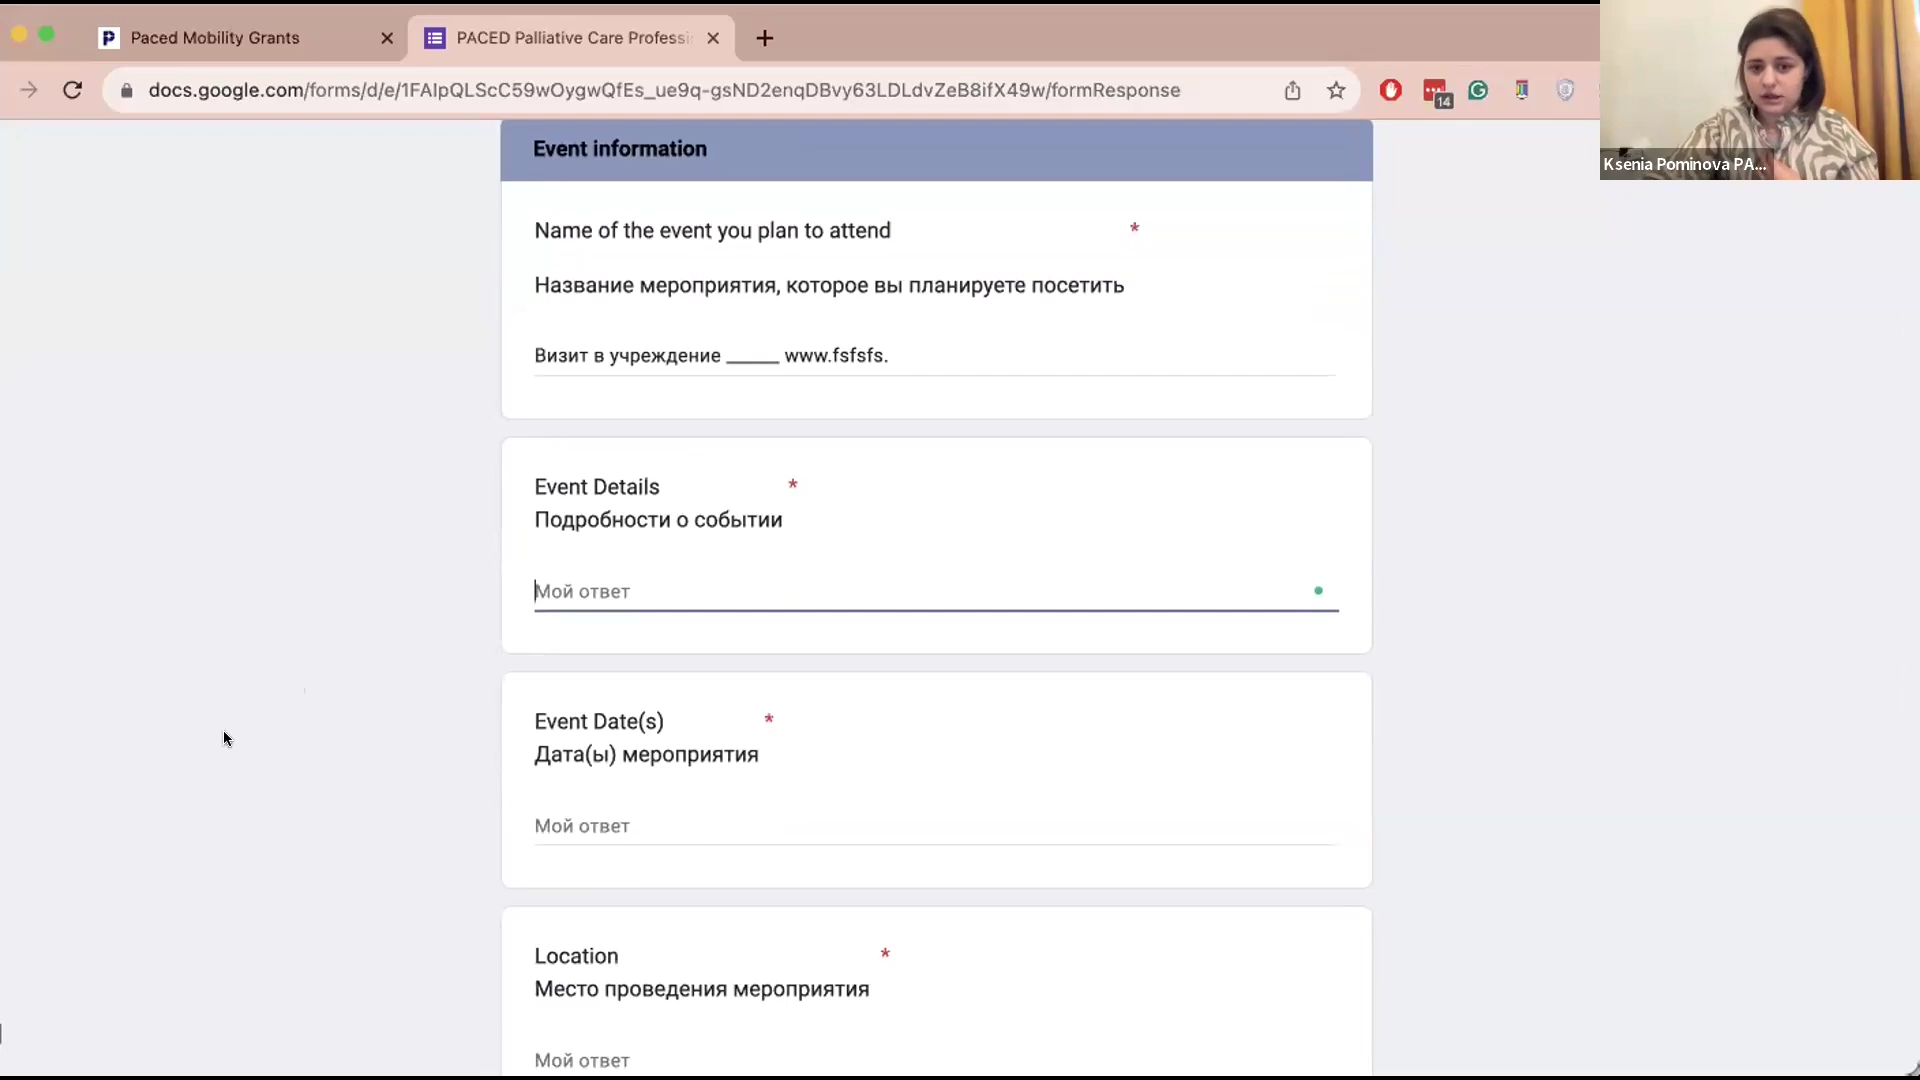 Paced Mobility Grants
PACED Palliative Care Professi
docs.google.com/forms/d/e/1FAIpQLScC59wOygwQfEs_ue9q-gsND2enqDBvy63LDLdvZeB8ifX49w/formResponse
14
Ksenia Pominova PA...
Event information
Name of the event you plan to attend *
Название мероприятия, которое вы планируете посетить
Визит в учреждение ______ www.fsfsfs.
Event Details *
Подробности о событии
Мой ответ
Event Date(s) *
Дата(ы) мероприятия
Мой ответ
Location *
Место проведения мероприятия
Мой ответ